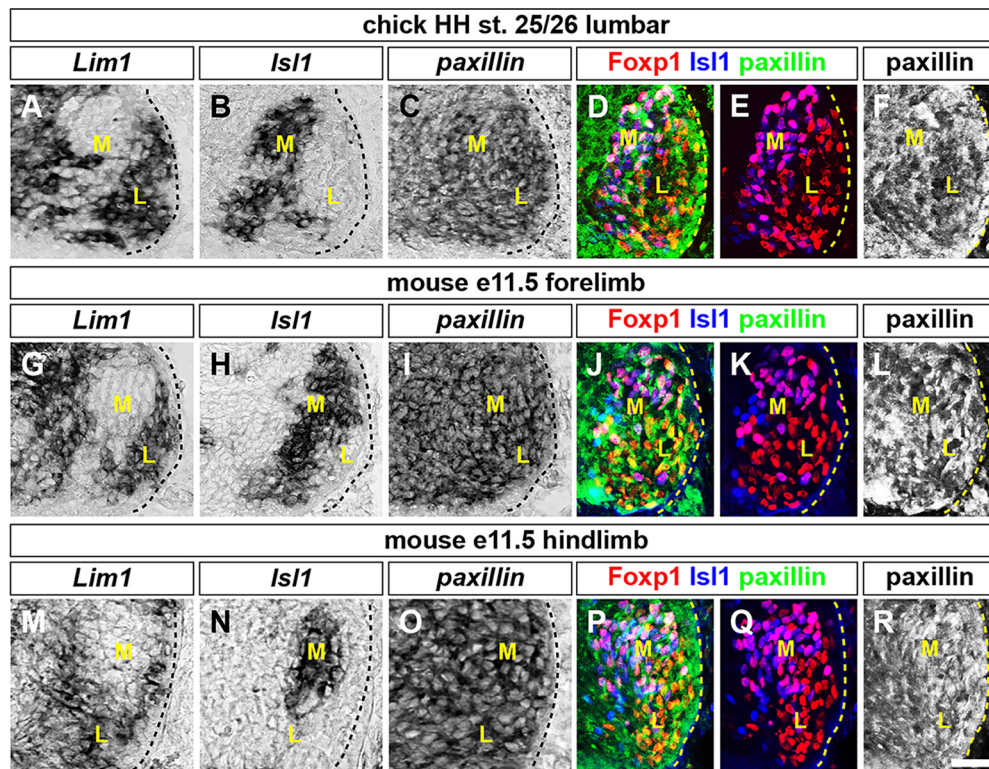 chick HH st. 25/26 lumbar
Lim1 Isl1 paxillin Foxp1 Isl1 paxillin paxillin
A B C D E F
M M M M M M
L L L L L L
mouse e11.5 forelimb
Lim1 Isl1 paxillin Foxp1 Isl1 paxillin paxillin
G H I J K L
M M M M M M
L L L L L L
mouse e11.5 hindlimb
Lim1 Isl1 paxillin Foxp1 Isl1 paxillin paxillin
M N O P Q R
M M M M M M
L L L L L L